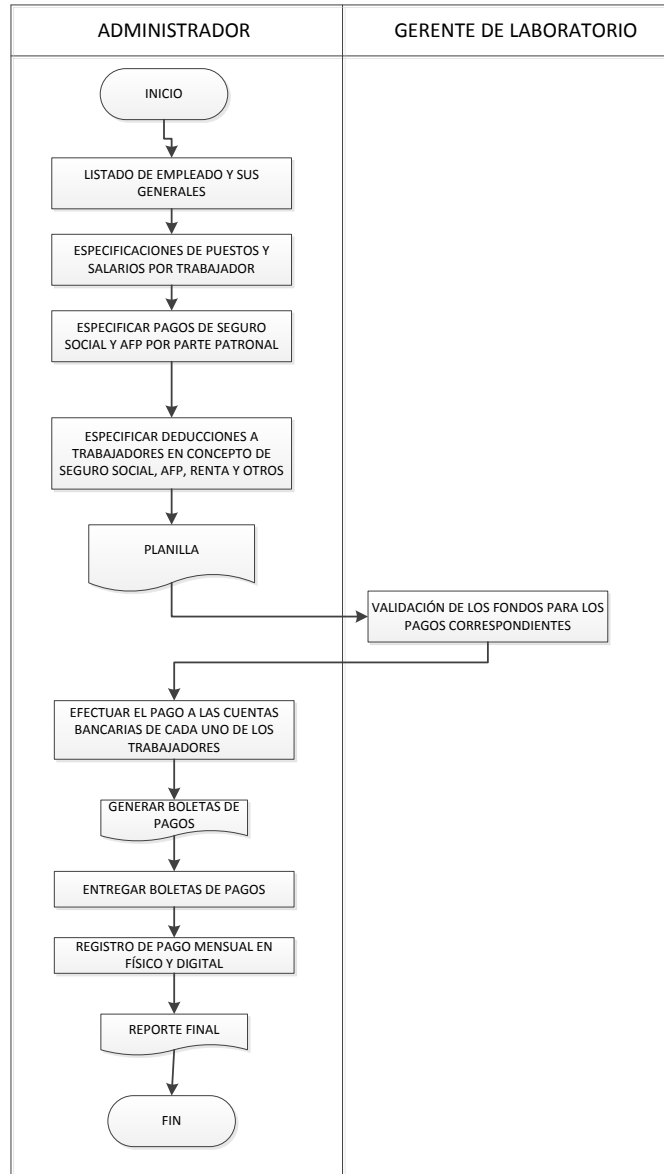 ADMINISTRADOR
GERENTE DE LABORATORIO
INICIO
LISTADO DE EMPLEADO Y SUS
GENERALES
ESPECIFICACIONES DE PUESTOS Y
SALARIOS POR TRABAJADOR
ESPECIFICAR PAGOS DE SEGURO
SOCIAL Y AFP POR PARTE PATRONAL
ESPECIFICAR DEDUCCIONES A
TRABAJADORES EN CONCEPTO DE
SEGURO SOCIAL, AFP, RENTA Y OTROS
PLANILLA
VALIDACIÓN DE LOS FONDOS PARA LOS
PAGOS CORRESPONDIENTES
EFECTUAR EL PAGO A LAS CUENTAS
BANCARIAS DE CADA UNO DE LOS
TRABAJADORES
GENERAR BOLETAS DE
PAGOS
ENTREGAR BOLETAS DE PAGOS
REGISTRO DE PAGO MENSUAL EN
FÍSICO Y DIGITAL
REPORTE FINAL
FIN